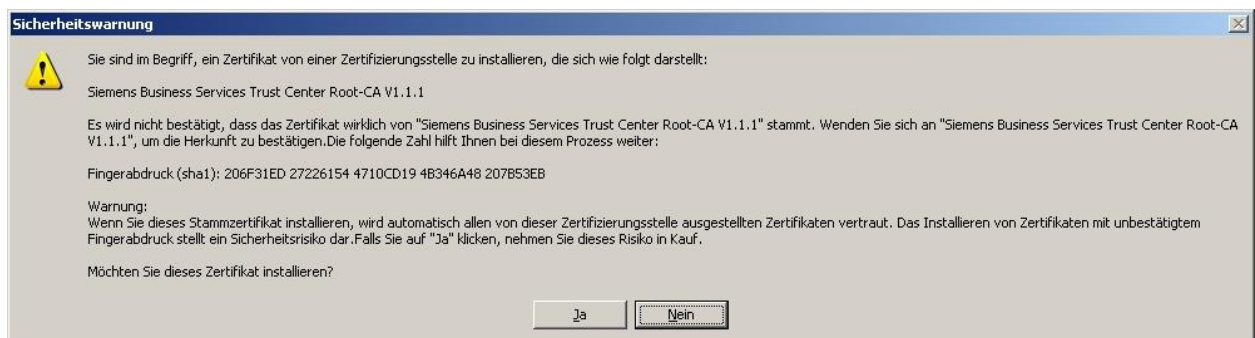 Sicherheitswarnung
Sie sind im Begriff, ein Zertifikat von einer Zertifizierungsstelle zu installieren, die sich wie folgt darstellt:
Siemens Business Services Trust Center Root-CA V1.1.1
Es wird nicht bestätigt, dass das Zertifikat wirklich von "Siemens Business Services Trust Center Root-CA V1.1.1" stammt. Wenden Sie sich an "Siemens Business Services Trust Center Root-CA
V1.1.1", um die Herkunft zu bestätigen.Die folgende Zahl hilft Ihnen bei diesem Prozess weiter:
Fingerabdruck (sha1): 206F31ED 27226154 4710CD19 4B346A48 207B53EB
Warnung:
Wenn Sie dieses Stammzertifikat installieren, wird automatisch allen von dieser Zertifizierungsstelle ausgestellten Zertifikaten vertraut. Das Installieren von Zertifikaten mit unbestätigtem
Fingerabdruck stellt ein Sicherheitsrisiko dar.Falls Sie auf "Ja" klicken, nehmen Sie dieses Risiko in Kauf.
Möchten Sie dieses Zertifikat installieren?
Ja
Nein